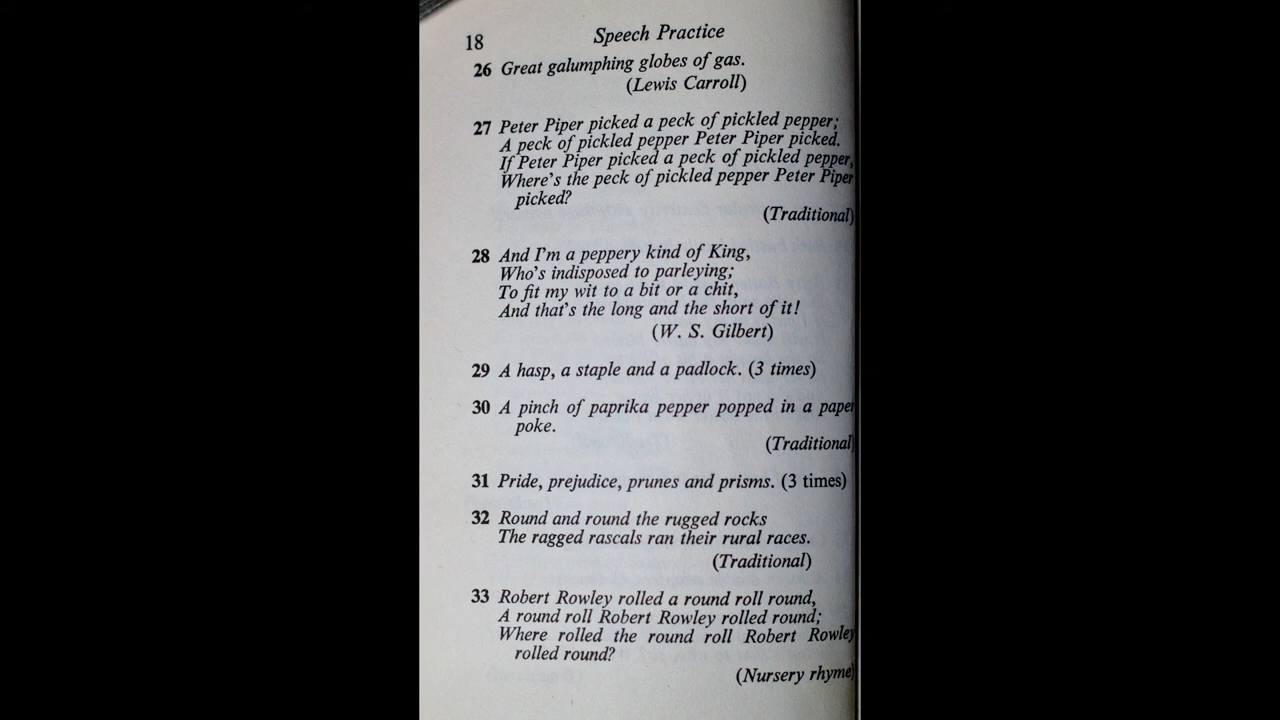 18 Speech Practice
26 Great galumphing globes of gas.
(Lewis Carroll)
27 Peter Piper picked a peck of pickled pepper;
A peck of pickled pepper Peter Piper picked.
If Peter Piper picked a peck of pickled pepper,
Where's the peck of pickled pepper Peter Piper
picked?
(Traditional)
28 And I'm a peppery kind of King,
Who's indisposed to parleying;
To fit my wit to a bit or a chit,
And that's the long and the short of it!
(W. S. Gilbert)
29 A hasp, a staple and a padlock. (3 times)
30 A pinch of paprika pepper popped in a paper
poke.
(Traditional)
31 Pride, prejudice, prunes and prisms. (3 times)
32 Round and round the rugged rocks
The ragged rascals ran their rural races.
(Traditional)
33 Robert Rowley rolled a round roll round,
A round roll Robert Rowley rolled round;
Where rolled the round roll Robert Rowley
rolled round?
(Nursery rhyme)